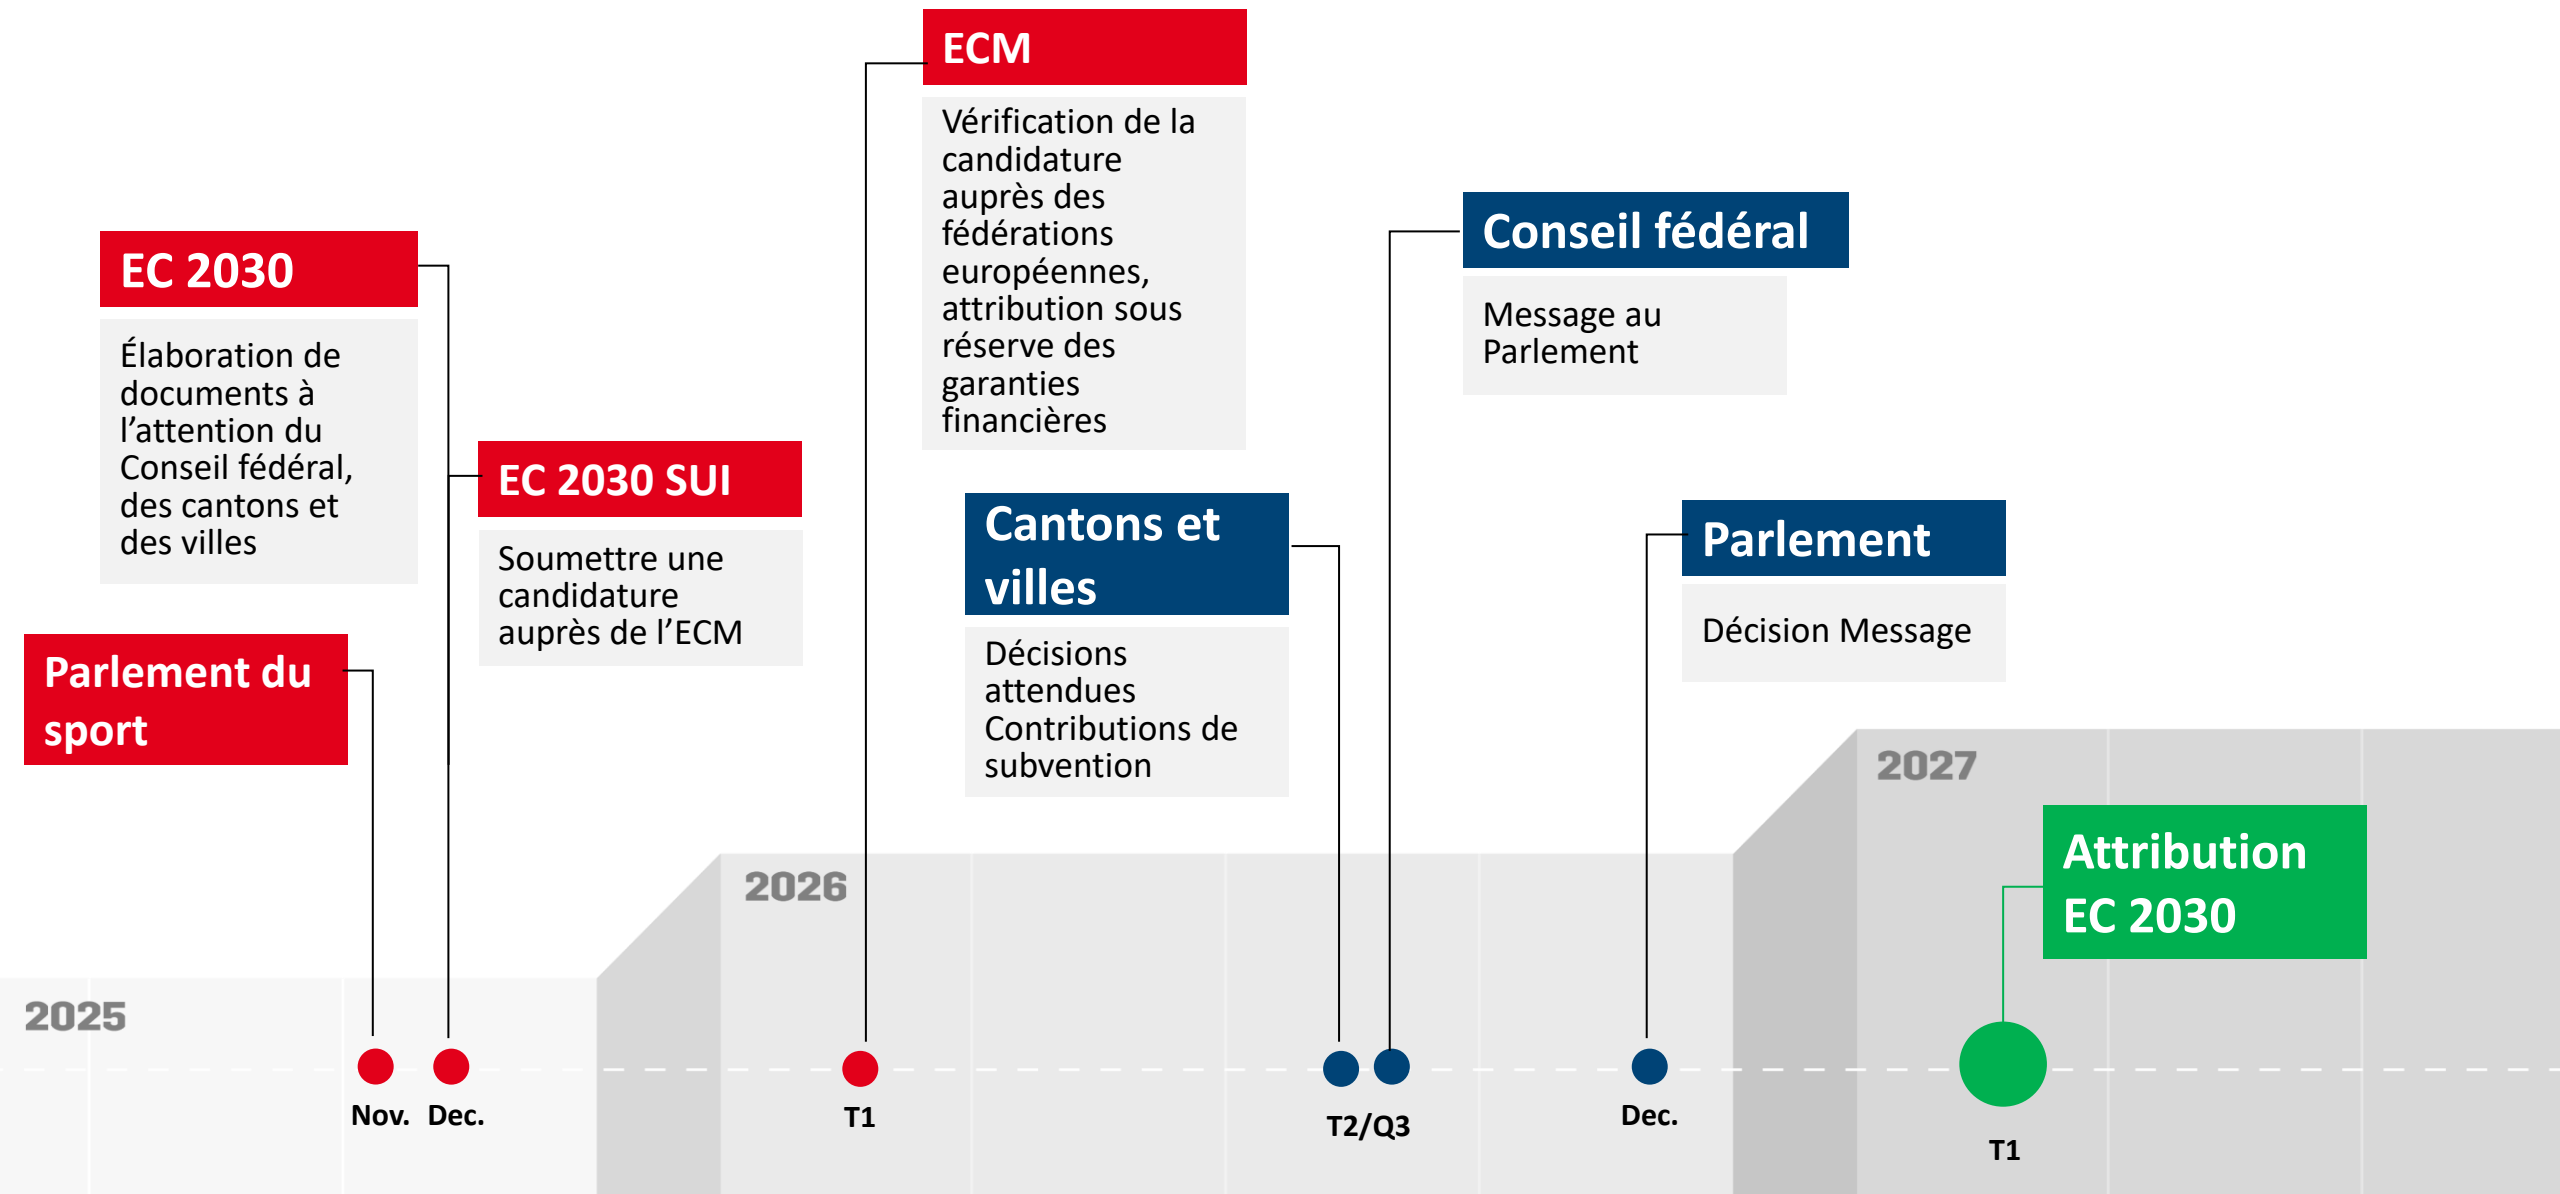 EC 2030
Élaboration de
documents à
l’attention du
Conseil fédéral,
des cantons et
des villes
Parlement du
sport
EC 2030 SUI
Soumettre une
candidature
auprès de l’ECM
ECM
Vérification de la
candidature
auprès des
fédérations
européennes,
attribution sous
réserve des
garanties
financières
Cantons et
villes
Décisions
attendues
Contributions de
subvention
Conseil fédéral
Message au
Parlement
Parlement
Décision Message
Attribution
EC 2030
2025
2026
2027
Nov.
Dec.
T1
T2/Q3
Dec.
T1